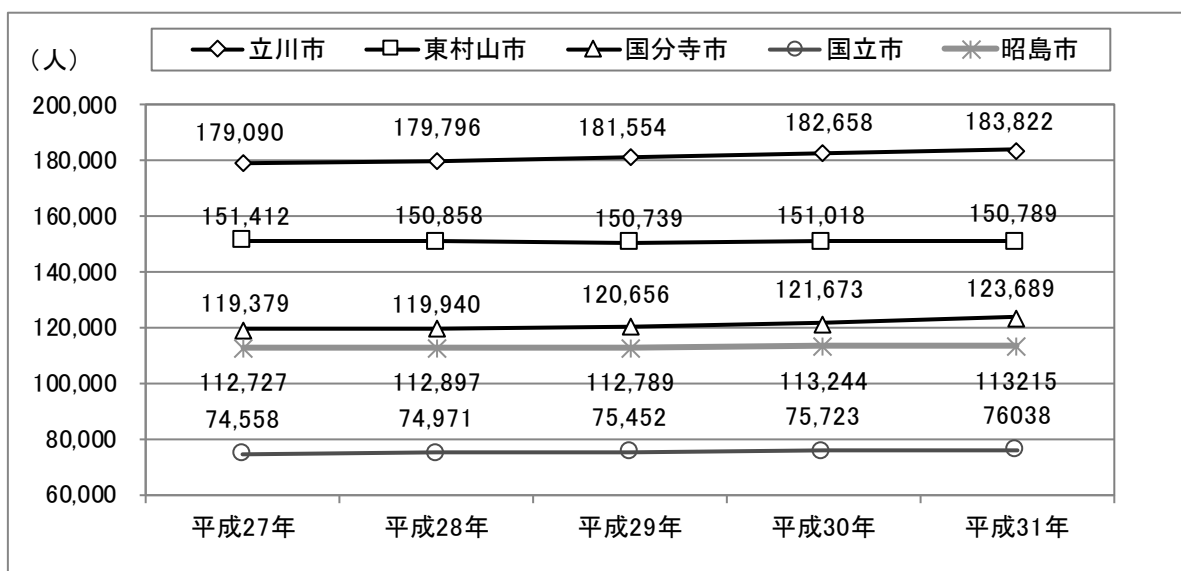 立川市 東村山市 国分寺市 国立市 昭島市
(人)
200,000
179,090 179,796 181,554 182,658 183,822
180,000
160,000
151,412 150,858 150,739 151,018 150,789
140,000
119,379 119,940 120,656 121,673 123,689
120,000
100,000
112,727 112,897 112,789 113,244 113215
74,558 74,971 75,452 75,723 76038
80,000
60,000
平成27年 平成28年 平成29年 平成30年 平成31年